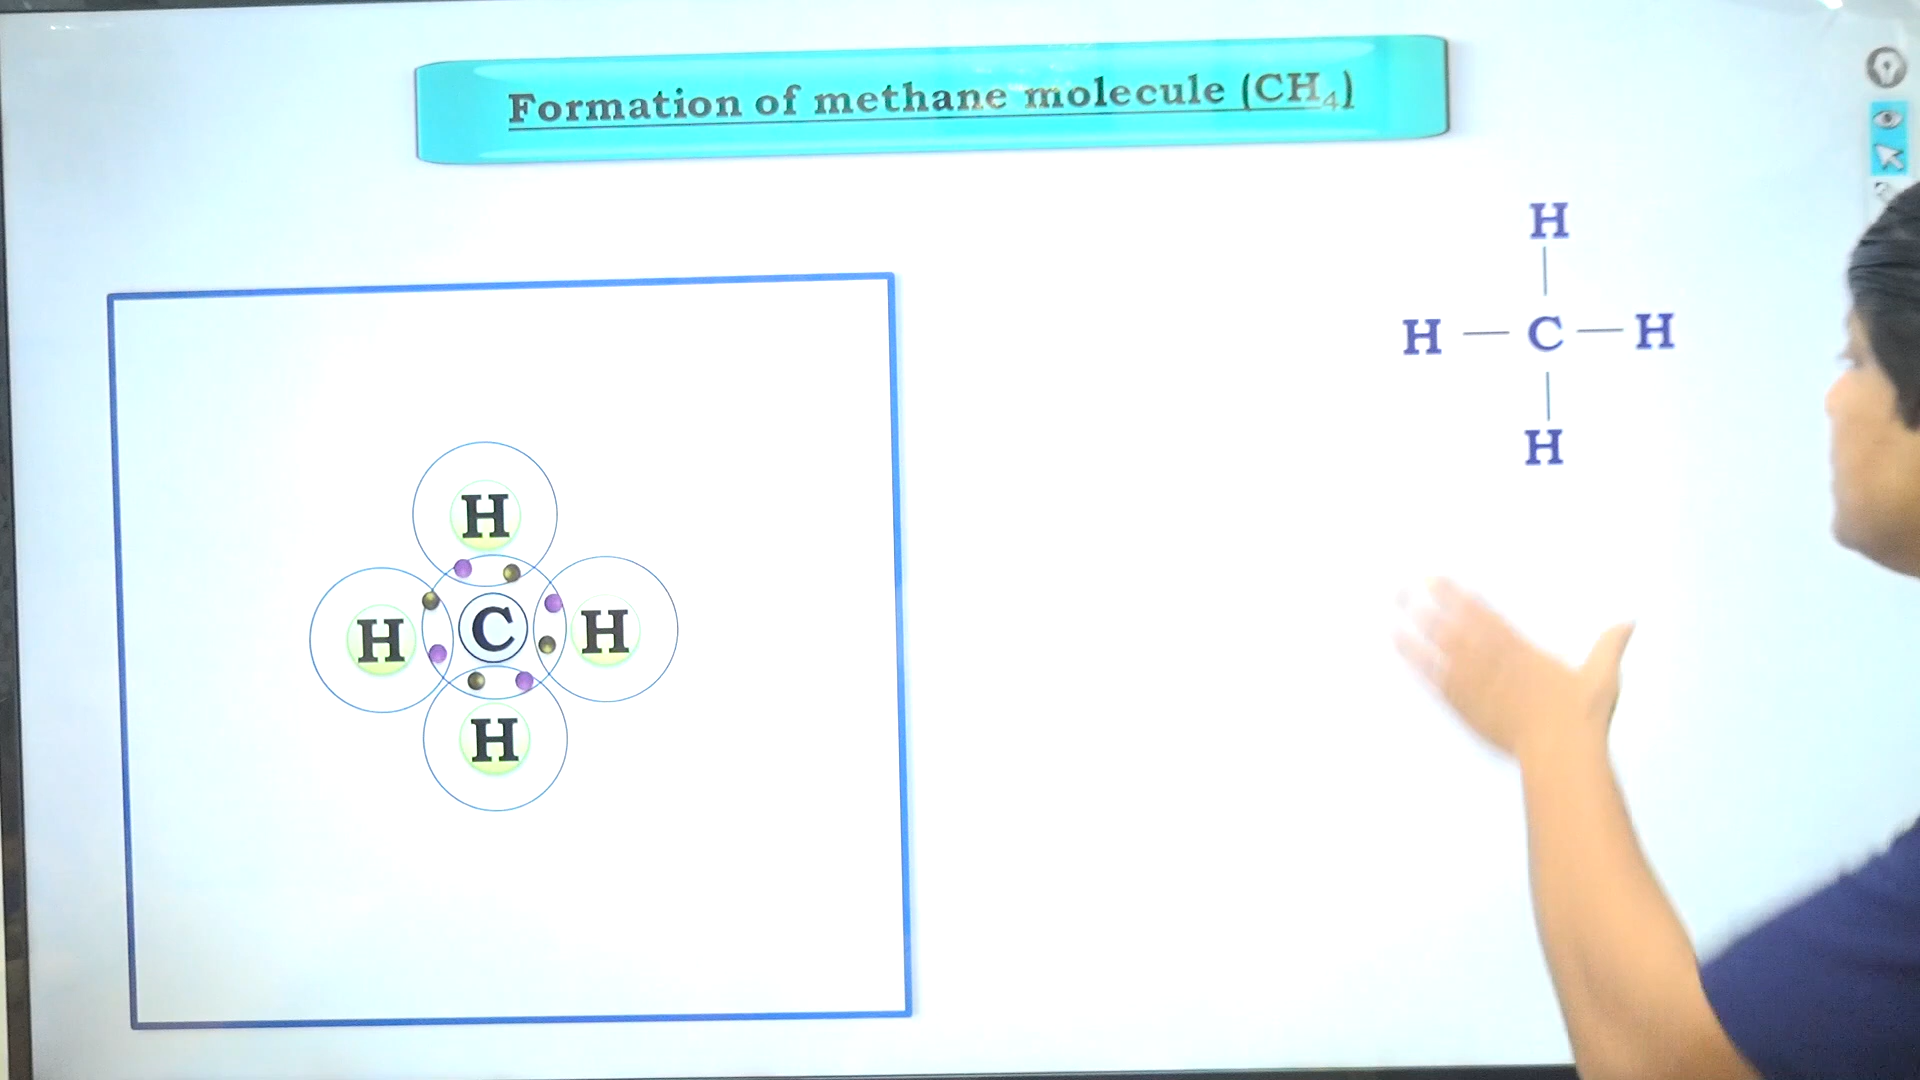 Formation of methane molecule (CH₄)
H
H — C — H
H
H
H C H
H